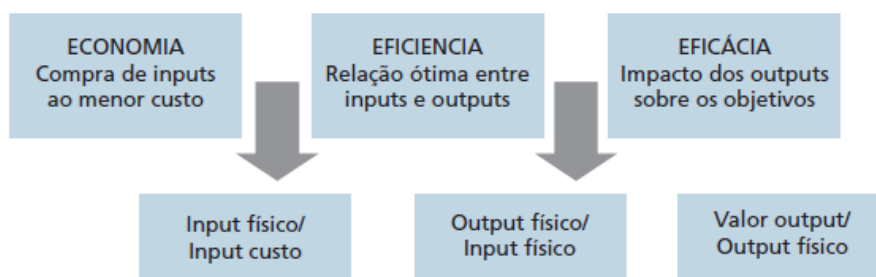 ECONOMIA
Compra de inputs
ao menor custo
EFICIENCIA
Relação ótima entre
inputs e outputs
EFICÁCIA
Impacto dos outputs
sobre os objetivos
Input físico/
Input custo
Output físico/
Input físico
Valor output/
Output físico